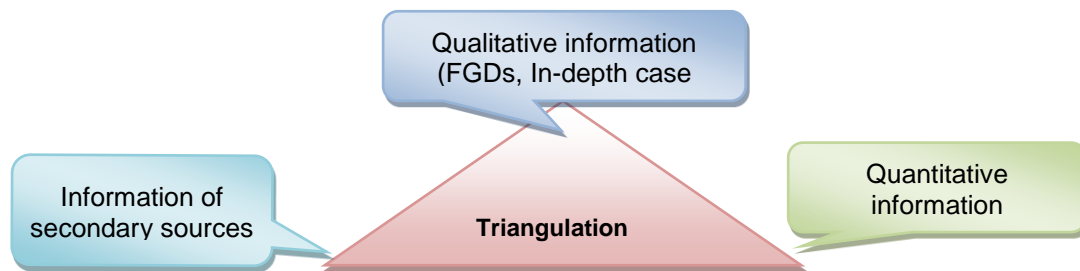 Qualitative information
(FGDs, In-depth case
Information of
secondary sources
Triangulation
Quantitative
information